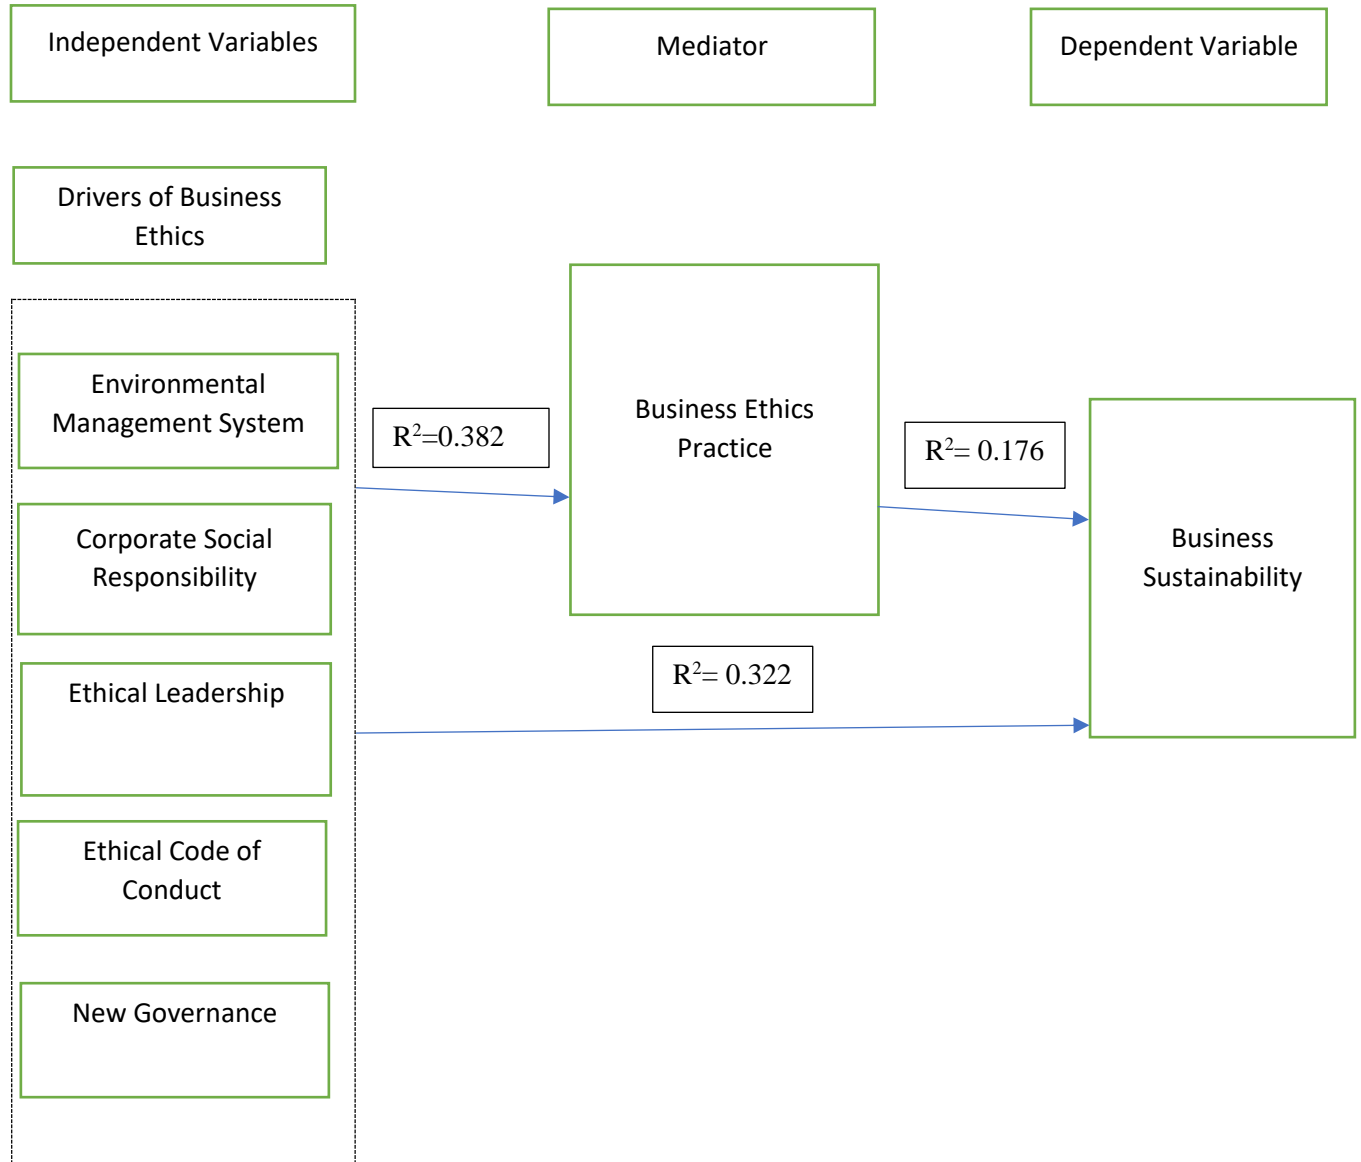 Independent Variables
Mediator
Dependent Variable
Drivers of Business
Ethics
Environmental
Management System
R²=0.382
Business Ethics
Practice
R²= 0.176
Corporate Social
Responsibility
Business
Sustainability
R²= 0.322
Ethical Leadership
Ethical Code of
Conduct
New Governance